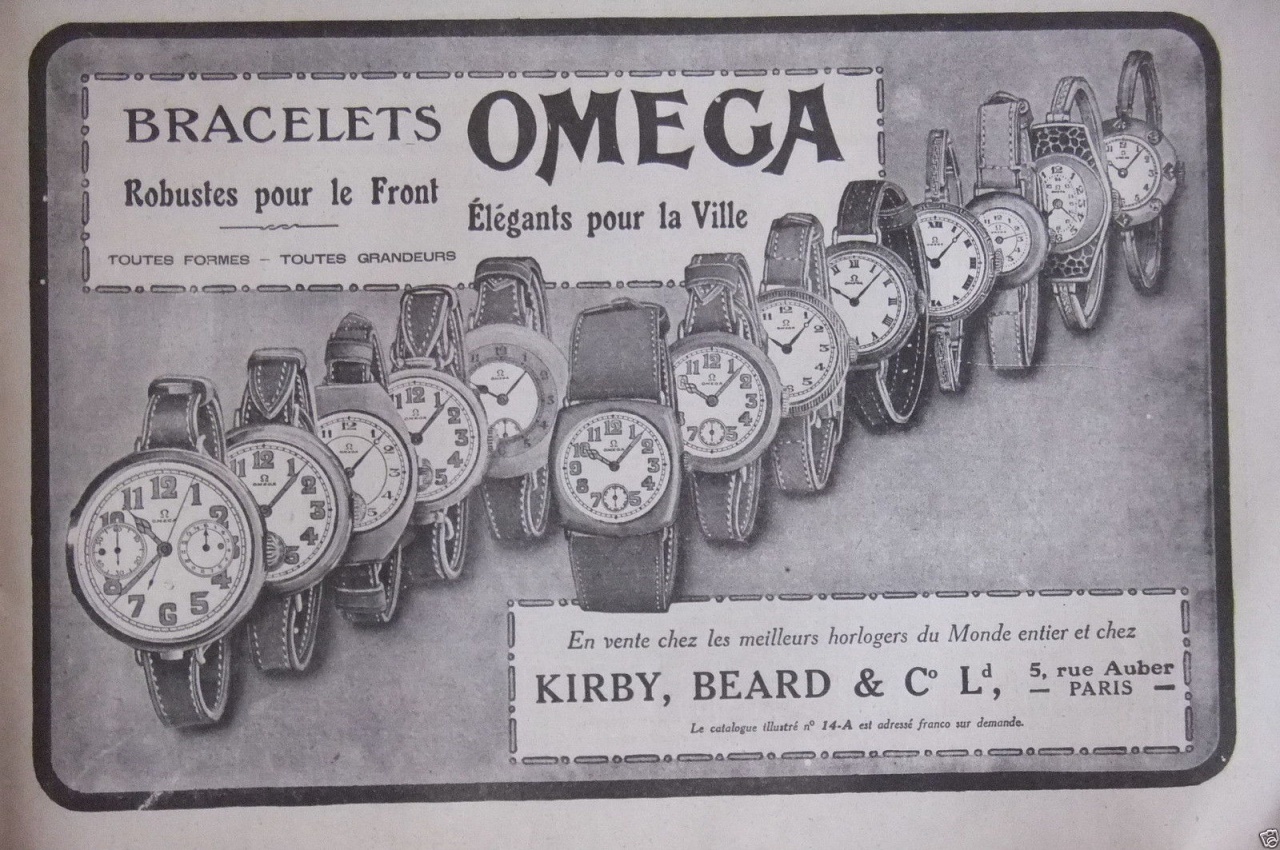 BRACELETS OMEGA
Robustes pour le Front
Élégants pour la Ville
TOUTES FORMES – TOUTES GRANDEURS
En vente chez les meilleurs horlogers du Monde entier et chez
KIRBY, BEARD & Cº Lᵈ, 5, rue Auber
— PARIS —
Le catalogue illustré nº 14-A est adressé franco sur demande.